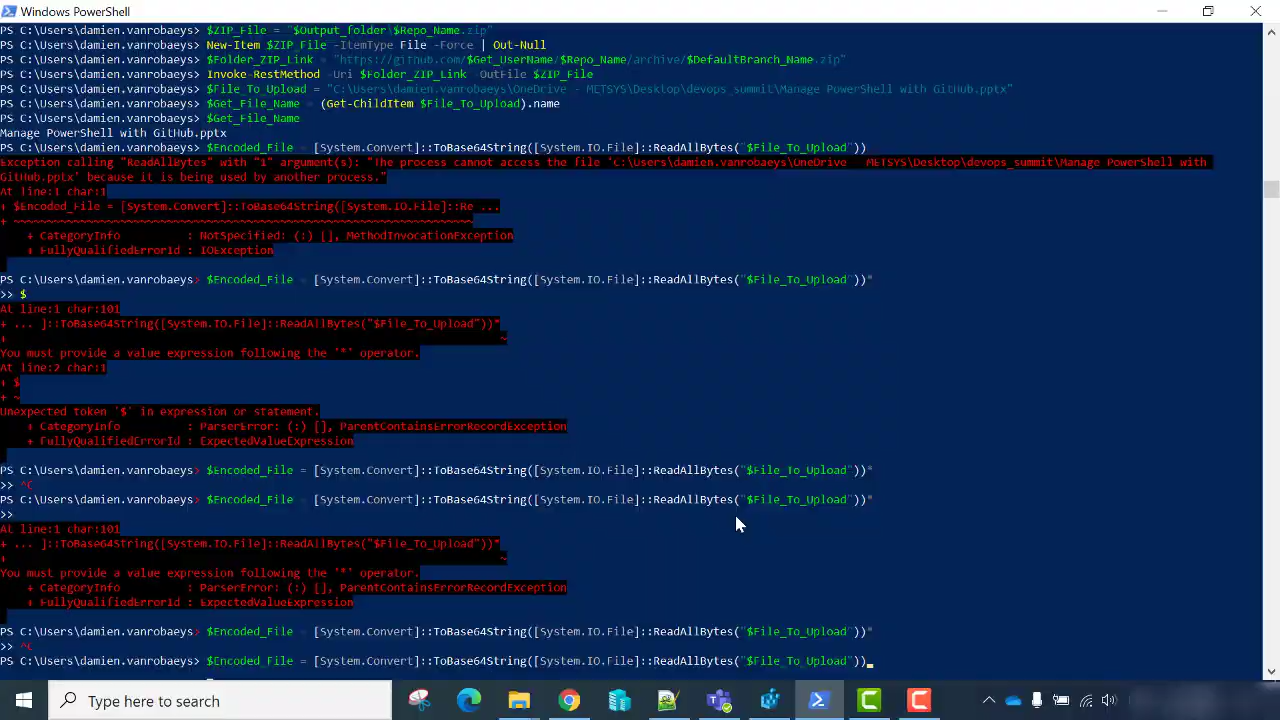 Windows PowerShell
PS C:\Users\damien.vanrobaeys> $ZIP_File = "$Output_folder\$Repo_Name.zip"
PS C:\Users\damien.vanrobaeys> New-Item $ZIP_File -ItemType File -Force | Out-Null
PS C:\Users\damien.vanrobaeys> $Folder_ZIP_Link = "https://github.com/$Get_UserName/$Repo_Name/archive/$DefaultBranch_Name.zip"
PS C:\Users\damien.vanrobaeys> Invoke-RestMethod -Uri $Folder_ZIP_Link -OutFile $ZIP_File
PS C:\Users\damien.vanrobaeys> $File_To_Upload = "C:\Users\damien.vanrobaeys\OneDrive - METSYS\Desktop\devops_summit\Manage PowerShell with GitHub.pptx"
PS C:\Users\damien.vanrobaeys> $Get_File_Name = (Get-ChildItem $File_To_Upload).name
PS C:\Users\damien.vanrobaeys> $Get_File_Name
Manage PowerShell with GitHub.pptx
PS C:\Users\damien.vanrobaeys> $Encoded_File = [System.Convert]::ToBase64String([System.IO.File]::ReadAllBytes("$File_To_Upload"))
Exception calling "ReadAllBytes" with "1" argument(s): "The process cannot access the file 'C:\Users\damien.vanrobaeys\OneDrive - METSYS\Desktop\devops_summit\Manage PowerShell with
GitHub.pptx' because it is being used by another process."
At line:1 char:1
+ $Encoded_File = [System.Convert]::ToBase64String([System.IO.File]::Re ...
+ ~~~~~~~~~~~~~~~~~~~~~~~~~~~~~~~~~~~~~~~~~~~~~~~~~~~~~~~~~~~~~~~~~~~~~
+ CategoryInfo : NotSpecified: (:) [], MethodInvocationException
+ FullyQualifiedErrorId : IOException
PS C:\Users\damien.vanrobaeys> $Encoded_File = [System.Convert]::ToBase64String([System.IO.File]::ReadAllBytes("$File_To_Upload"))*
>> $
At line:1 char:101
+ ... ]::ToBase64String([System.IO.File]::ReadAllBytes("$File_To_Upload"))*
+ ~
You must provide a value expression following the '*' operator.
At line:2 char:1
+ $
+ ~
Unexpected token '$' in expression or statement.
+ CategoryInfo : ParserError: (:) [], ParentContainsErrorRecordException
+ FullyQualifiedErrorId : ExpectedValueExpression
PS C:\Users\damien.vanrobaeys> $Encoded_File = [System.Convert]::ToBase64String([System.IO.File]::ReadAllBytes("$File_To_Upload"))*
>> ^C
PS C:\Users\damien.vanrobaeys> $Encoded_File = [System.Convert]::ToBase64String([System.IO.File]::ReadAllBytes("$File_To_Upload"))*
>>
At line:1 char:101
+ ... ]::ToBase64String([System.IO.File]::ReadAllBytes("$File_To_Upload"))*
+ ~
You must provide a value expression following the '*' operator.
+ CategoryInfo : ParserError: (:) [], ParentContainsErrorRecordException
+ FullyQualifiedErrorId : ExpectedValueExpression
PS C:\Users\damien.vanrobaeys> $Encoded_File = [System.Convert]::ToBase64String([System.IO.File]::ReadAllBytes("$File_To_Upload"))*
>> ^C
PS C:\Users\damien.vanrobaeys> $Encoded_File = [System.Convert]::ToBase64String([System.IO.File]::ReadAllBytes("$File_To_Upload"))_
Type here to search